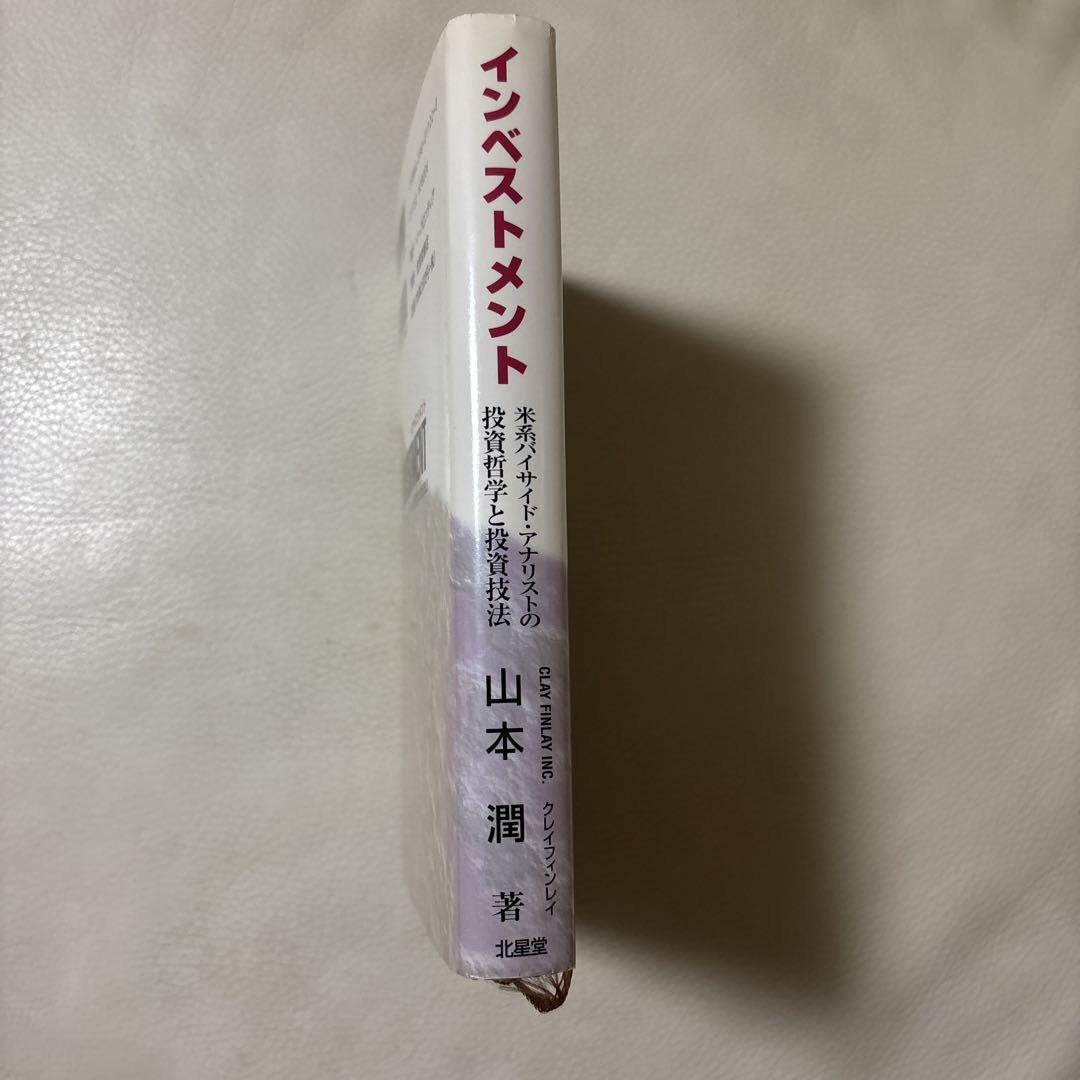 インベストメント
米系バイサイド・アナリストの
投資哲学と投資技法
CLAY FINLAY INC. クレイフィンレイ
山本 潤 著
北星堂